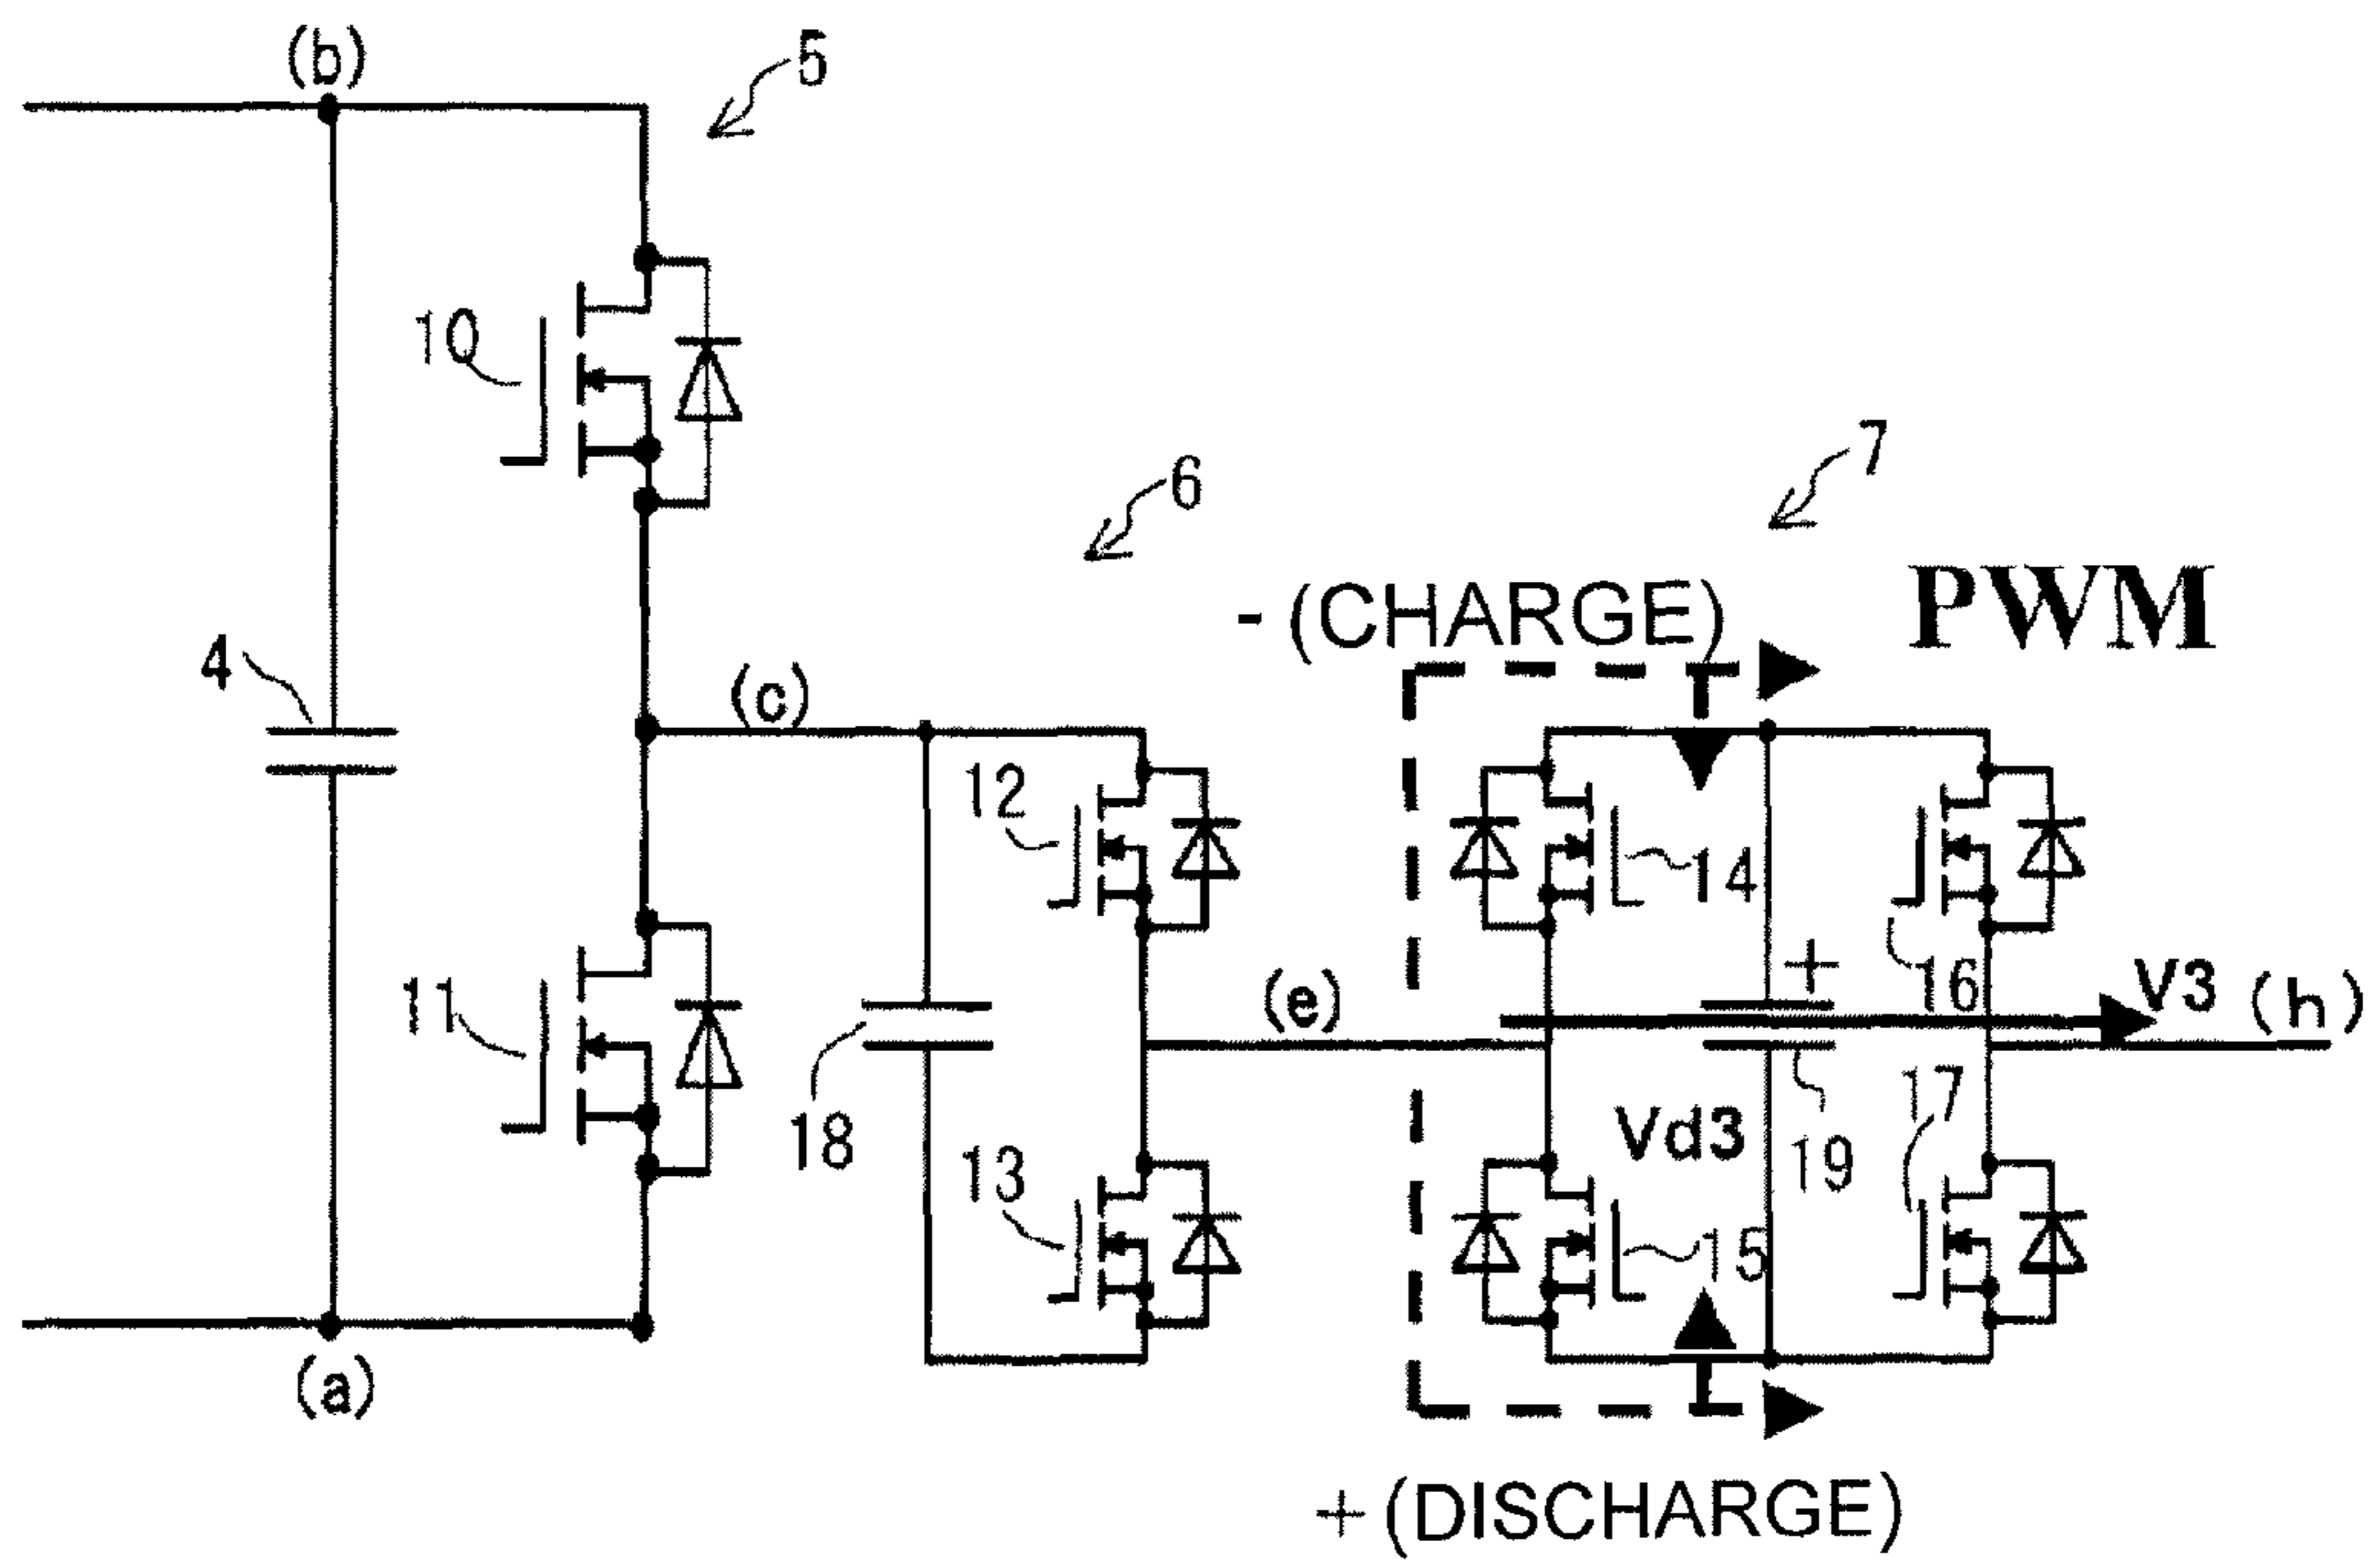 (b)
5
10
7
6
- (CHARGE)
PWM
4
(c)
12
14
16
V3
(h)
(e)
11
18
13
Vd3
19
17
15
+
(a)
+ (DISCHARGE)